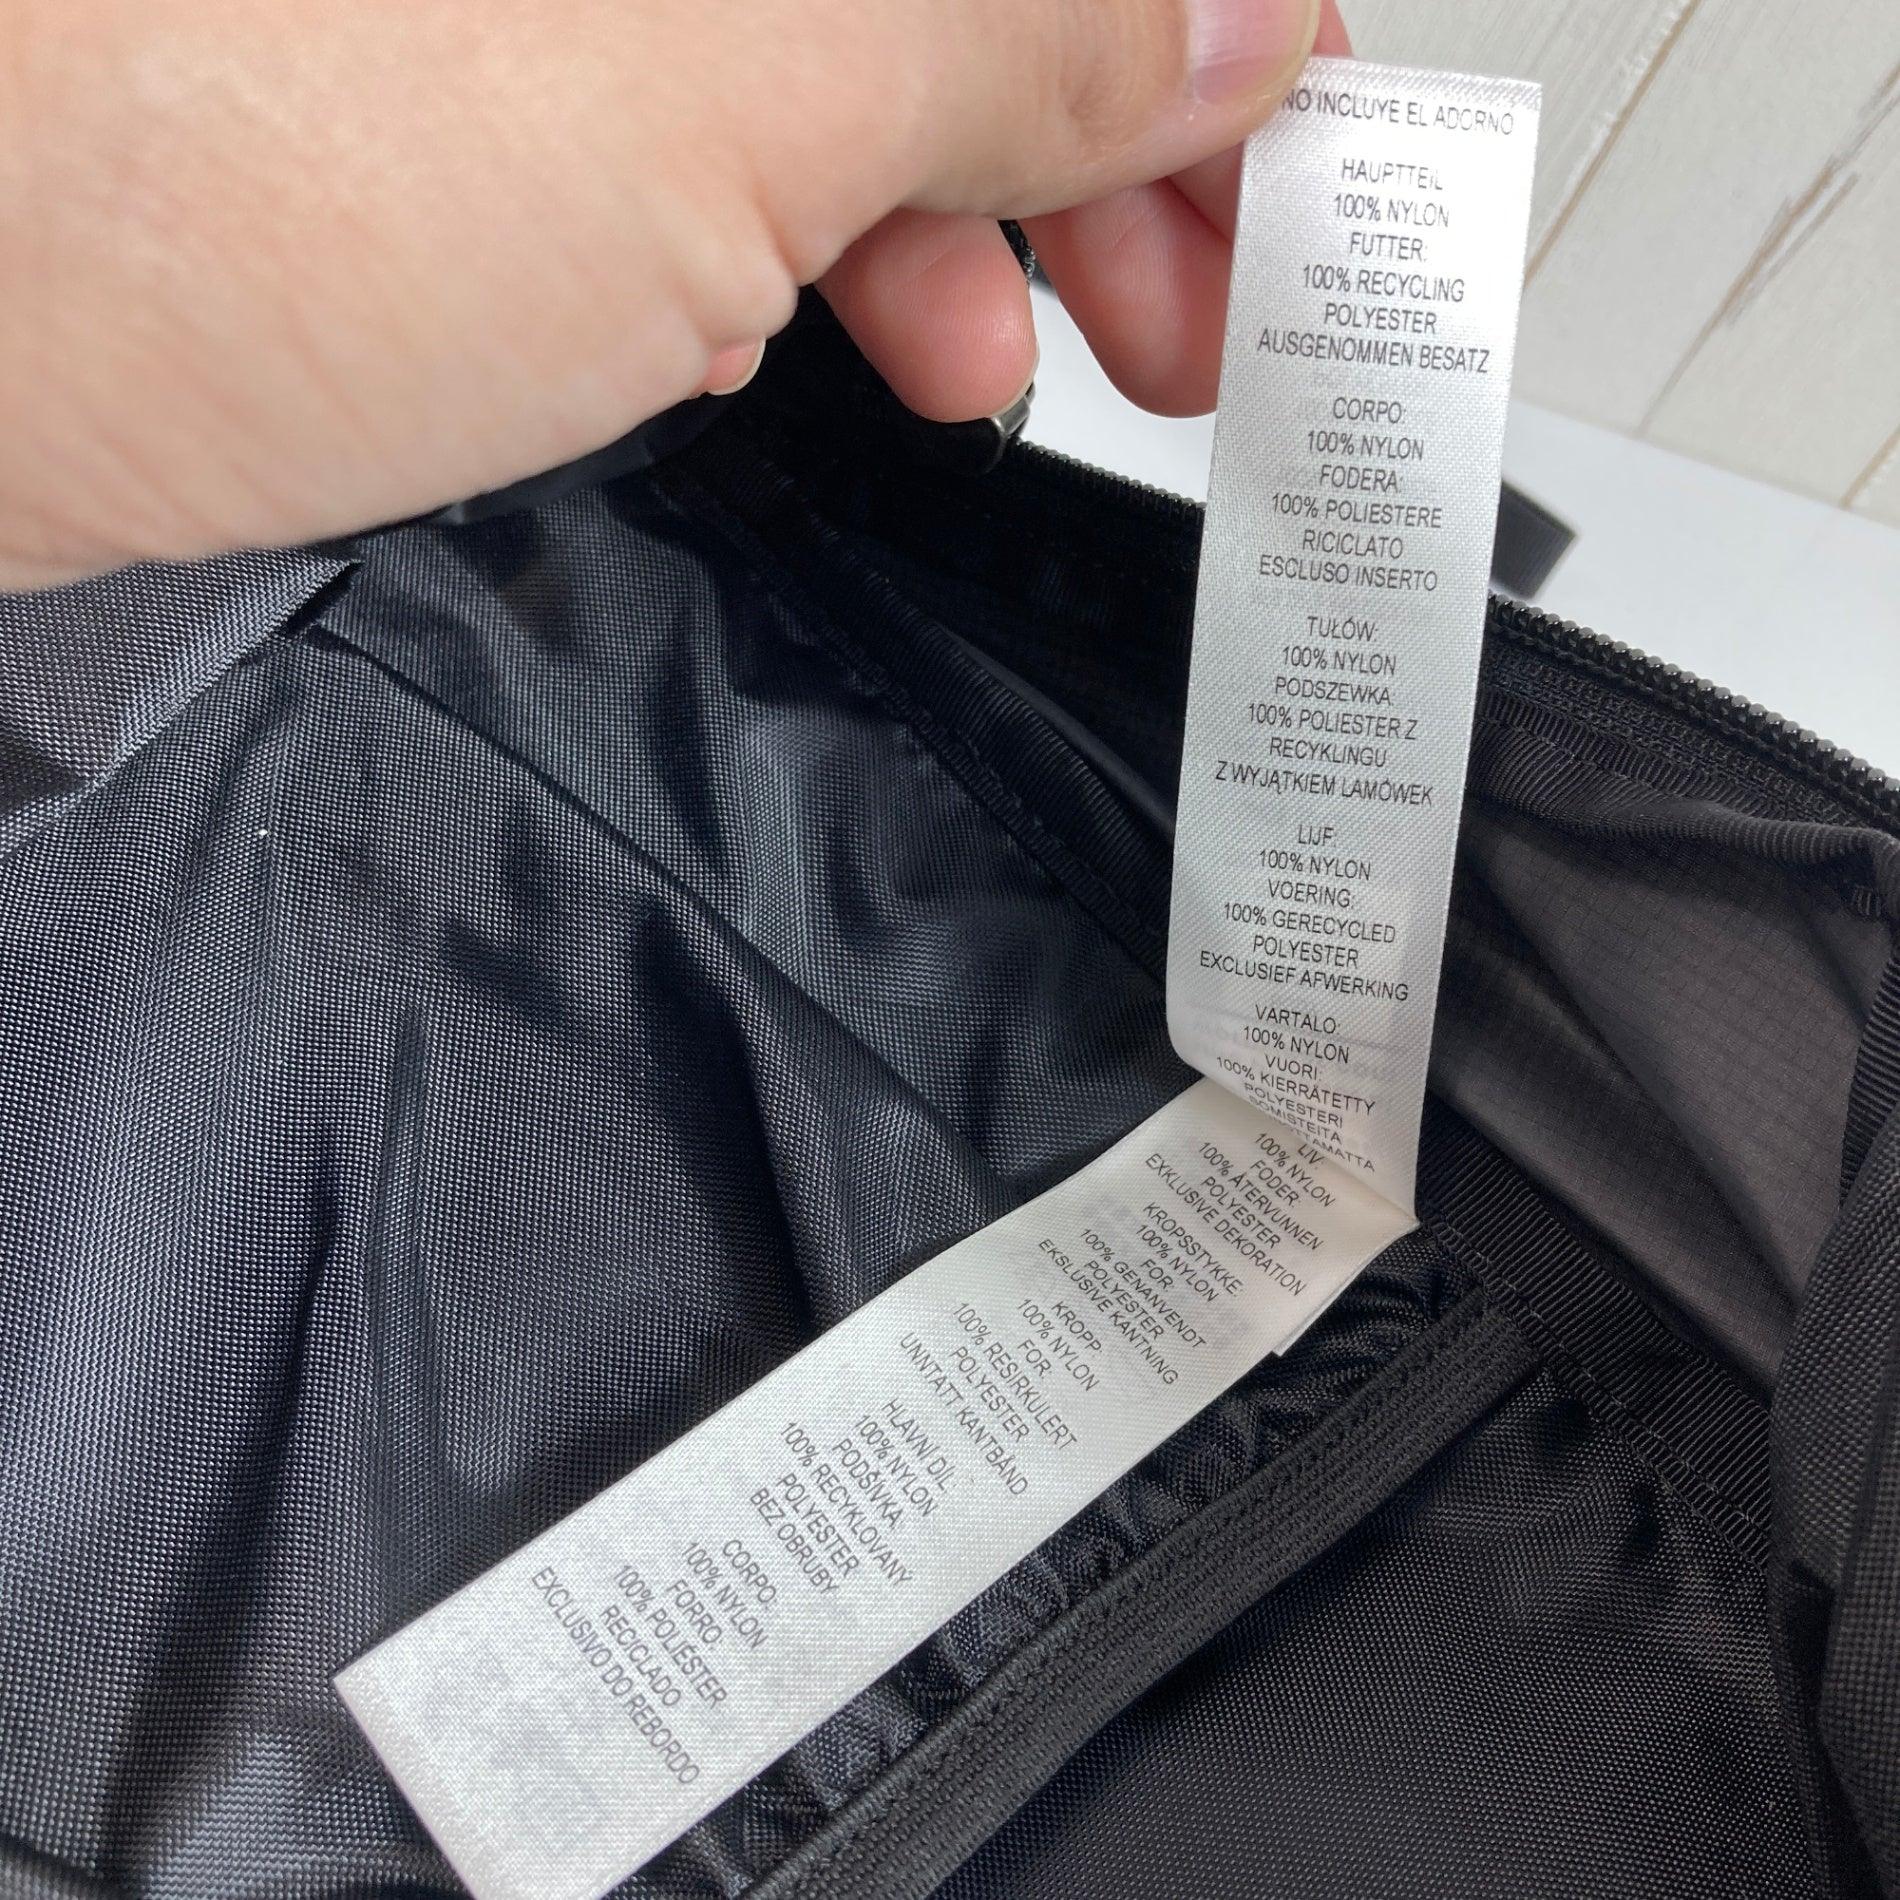 NO INCLUYE EL ADORNO
HAUPTTEIL
100% NYLON
FUTTER:
100% RECYCLING
POLYESTER
AUSGENOMMEN BESATZ
CORPO:
100% NYLON
FODERA:
100% POLIESTERE
RICICLATO
ESCLUSO INSERTO
TUŁÓW:
100% NYLON
PODSZEWKA
100% POLIESTER Z
RECYKLINGU
Z WYJĄTKIEM LAMÓWEK
LIJF:
100% NYLON
VOERING:
100% GERECYCLED
POLYESTER
EXCLUSIEF AFWERKING
VARTALO:
100% NYLON
VUORI:
100% KIERRÄTETTY
POLYESTERI
SOMISTEITA
LIV:
100% NYLON
FODER:
100% ÅTERVUNNEN
POLYESTER
EXKLUSIVE DEKORATION
KROPSSTYKKE
100% NYLON
FOR
100% GENANVENDT
POLYESTER
EKSLUSIVE KANTNING
KROPP
100% NYLON
FOR:
100% RESIRKULERT
POLYESTER
UNNTATT KANTBÅND
HLAVNÍ DÍL:
100% NYLON
PODŠÍVKA
100% RECYKLOVANÝ
POLYESTER
BEZ OBRUBY
CORPO:
100% NYLON
FORRO
100% POLIÉSTER
RECICLADO
EXCLUSIVO DO REBORDO